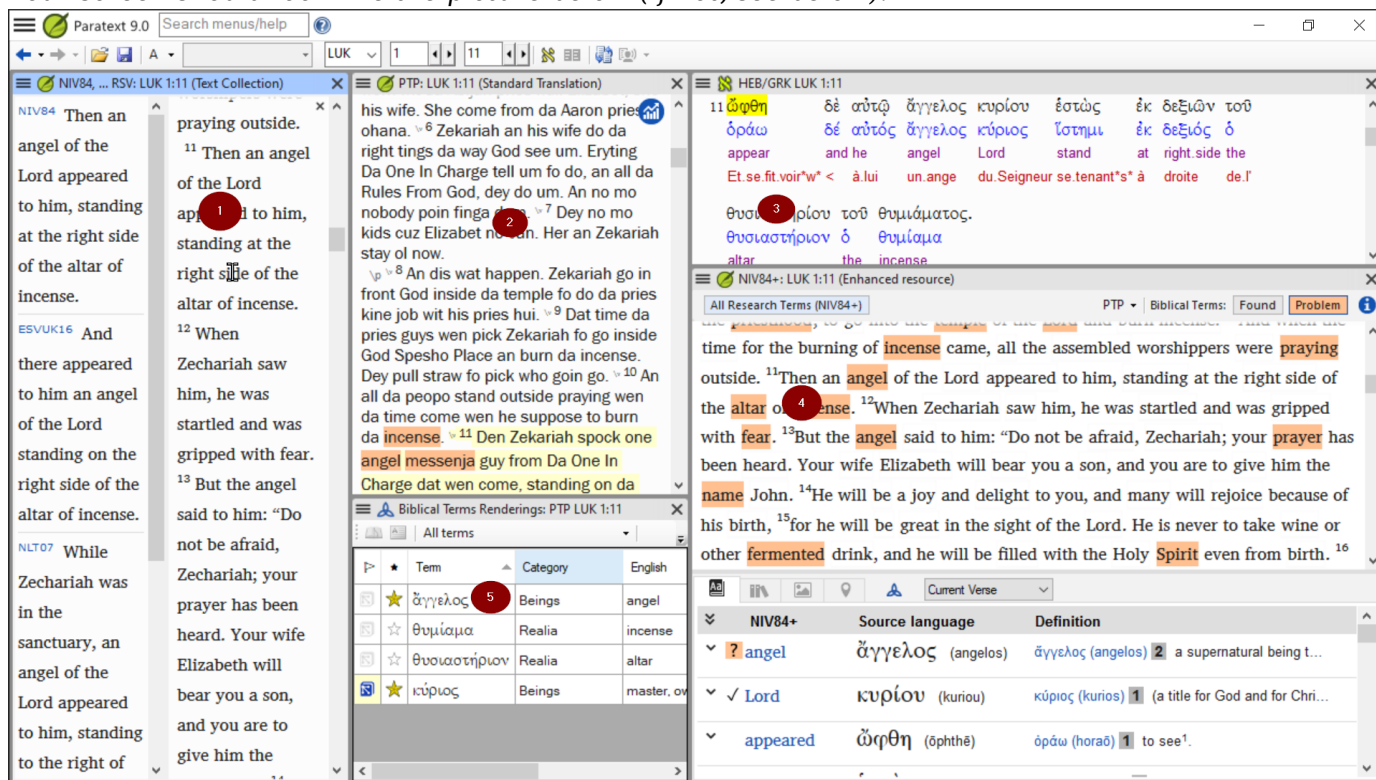 Paratext 9.0 Search menus/help
A LUK 1 11
NIV84, ... RSV: LUK 1:11 (Text Collection)
NIV84 Then an
angel of the
Lord appeared
to him, standing
at the right side
of the altar of
incense.
ESVUK16 And
there appeared
to him an angel
of the Lord
standing on the
right side of the
altar of incense.
NLT07 While
Zechariah was
in the
sanctuary, an
angel of the
Lord appeared
to him, standing
to the right of
praying outside.
11 Then an angel
of the Lord
to him,
standing at the
right side of the
altar of incense.
12 When
Zechariah saw
him, he was
startled and was
gripped with fear.
13 But the angel
said to him: “Do
not be afraid,
Zechariah; your
prayer has been
heard. Your wife
Elizabeth will
bear you a son,
and you are to
give him the
1
PTP: LUK 1:11 (Standard Translation)
his wife. She come from da Aaron pries
ohana. 6 Zekariah an his wife do da
right tings da way God see um. Eryting
Da One In Charge tell um fo do, an all da
Rules From God, dey do um. An no mo
nobody poin finga 7 Dey no mo
kids cuz Elizabet no Her an Zekariah
stay ol now.
\p 8 An dis wat happen. Zekariah go in
front God inside da temple fo do da pries
kine job wit his pries hui. 9 Dat time da
pries guys wen pick Zekariah fo go inside
God Spesho Place an burn da incense.
Dey pull straw fo pick who goin go. 10 An
all da peopo stand outside praying wen
da time come wen he suppose to burn
da incense. 11 Den Zekariah spock one
angel messenja guy from Da One In
Charge dat wen come, standing on da
2
Biblical Terms Renderings: PTP LUK 1:11
All terms
Term Category English
ἄγγελος Beings angel
θυμίαμα Realia incense
θυσιαστήριον Realia altar
κύριος Beings master, ow
5
HEB/GRK LUK 1:11
11 ὤφθη δὲ αὐτῷ ἄγγελος κυρίου ἑστὼς ἐκ δεξιῶν τοῦ
ὁράω δέ αὐτός ἄγγελος κύριος ἵστημι ἐκ δεξιός ὁ
appear and he angel Lord stand at right.side the
Et.se.fit.voir*w* < à.lui un.ange du.Seigneur se.tenant*s* à droite de.l'
τοῦ θυμιάματος.
θυσιαστήριον ὁ θυμίαμα
altar the incense
3
NIV84+: LUK 1:11 (Enhanced resource)
All Research Terms (NIV84+) PTP Biblical Terms: Found Problem
time for the burning of incense came, all the assembled worshippers were praying
outside. 11Then an angel of the Lord appeared to him, standing at the right side of
the altar 12When Zechariah saw him, he was startled and was gripped
with fear. 13But the angel said to him: “Do not be afraid, Zechariah; your prayer has
been heard. Your wife Elizabeth will bear you a son, and you are to give him the
name John. 14He will be a joy and delight to you, and many will rejoice because of
his birth, 15for he will be great in the sight of the Lord. He is never to take wine or
other fermented drink, and he will be filled with the Holy Spirit even from birth. 16
4
Current Verse
NIV84+ Source language Definition
? angel ἄγγελος (angelos) ἄγγελος (angelos) 2 a supernatural being t...
✓ Lord κυρίου (kuriou) κύριος (kurios) 1 (a title for God and for Chri...
appeared ὤφθη (ōphthē) ὁράω (horaō) 1 to see¹.